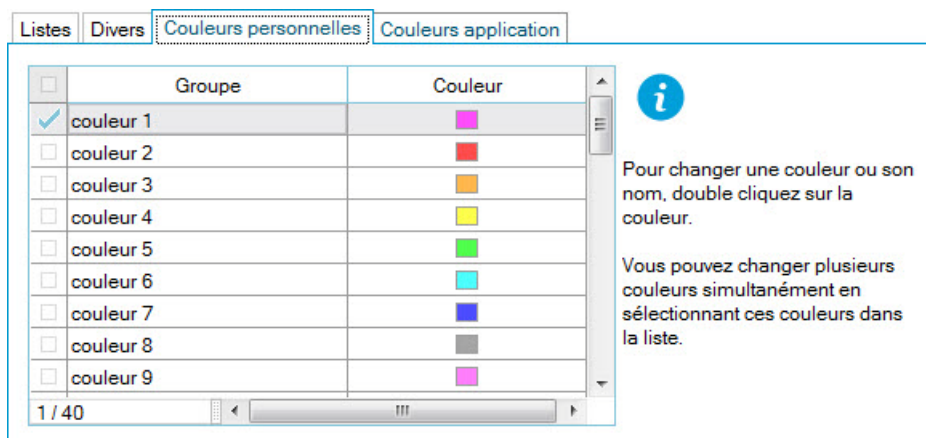 Listes Divers Couleurs personnelles Couleurs application
Groupe Couleur
couleur 1
couleur 2
couleur 3
couleur 4
couleur 5
couleur 6
couleur 7
couleur 8
couleur 9
1 / 40
i
Pour changer une couleur ou son
nom, double cliquez sur la
couleur.
Vous pouvez changer plusieurs
couleurs simultanément en
sélectionnant ces couleurs dans
la liste.